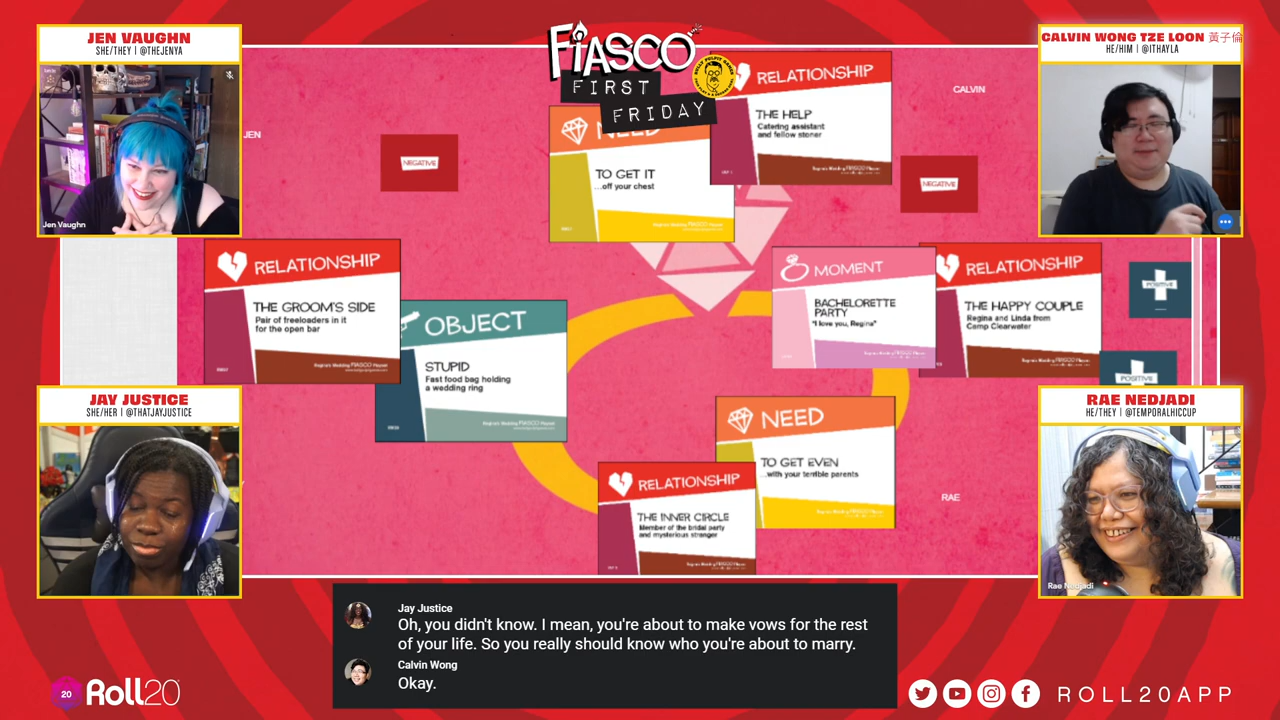 JEN VAUGHN
SHE/THEY | @THEJENYA
Jen Vaughn
FIASCO
FIRST
FRIDAY
CALVIN WONG TZE LOON 黃子倫
HE/HIM | @ITHAYLA
JEN
CALVIN
NEGATIVE
NEED
TO GET IT
...off your chest
RELATIONSHIP
THE HELP
Catering assistant
and fellow stoner
NEGATIVE
RELATIONSHIP
THE GROOM'S SIDE
Pair of freeloaders in it
for the open bar
OBJECT
STUPID
Fast food bag holding
a wedding ring
MOMENT
BACHELORETTE
PARTY
"I love you, Regina"
RELATIONSHIP
THE HAPPY COUPLE
Regina and Linda from
Camp Clearwater
POSITIVE
POSITIVE
NEED
TO GET EVEN
...with your terrible parents
RELATIONSHIP
THE INNER CIRCLE
Member of the bridal party
and mysterious stranger
RAE
JAY JUSTICE
SHE/HER | @THATJAYJUSTICE
RAE NEDJADI
HE/THEY | @TEMPORALHICCUP
Rae Nedjadi
Jay Justice
Oh, you didn't know. I mean, you're about to make vows for the rest
of your life. So you really should know who you're about to marry.
Calvin Wong
Okay.
20
Roll20
ROLL20APP